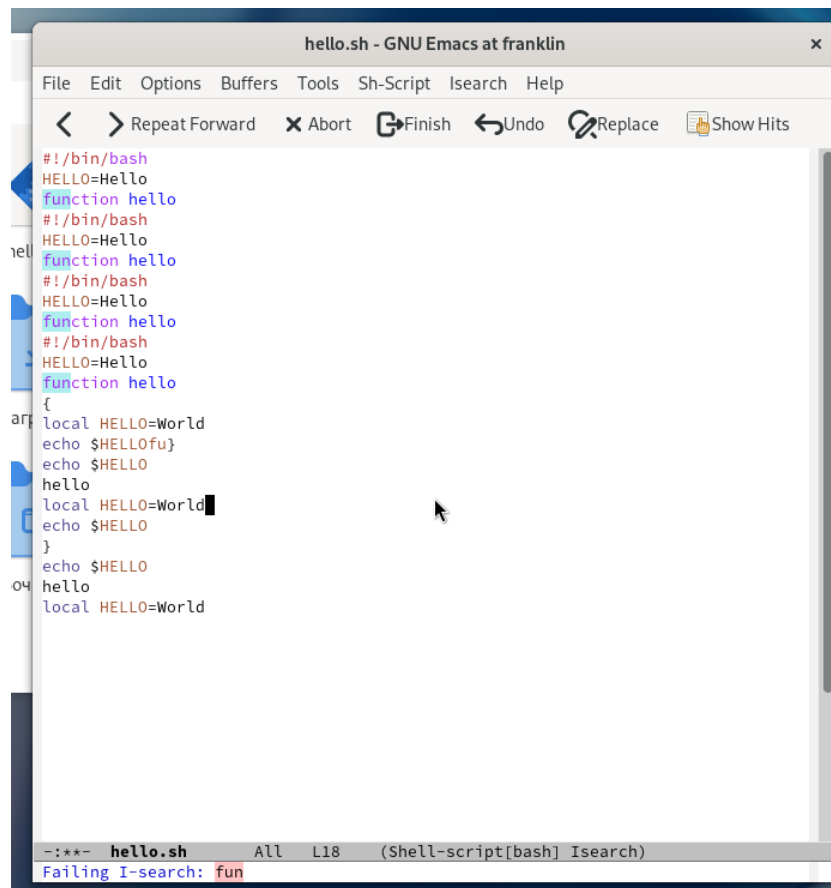 hello.sh - GNU Emacs at franklin
File Edit Options Buffers Tools Sh-Script Isearch Help
Repeat Forward Abort Finish Undo Replace Show Hits
#!/bin/bash
HELLO=Hello
function hello
#!/bin/bash
HELLO=Hello
function hello
#!/bin/bash
HELLO=Hello
function hello
#!/bin/bash
HELLO=Hello
function hello
{
local HELLO=World
echo $HELLOfu}
echo $HELLO
hello
local HELLO=World
echo $HELLO
}
echo $HELLO
hello
local HELLO=World
-:**- hello.sh All L18 (Shell-script[bash] Isearch)
Failing I-search: fun